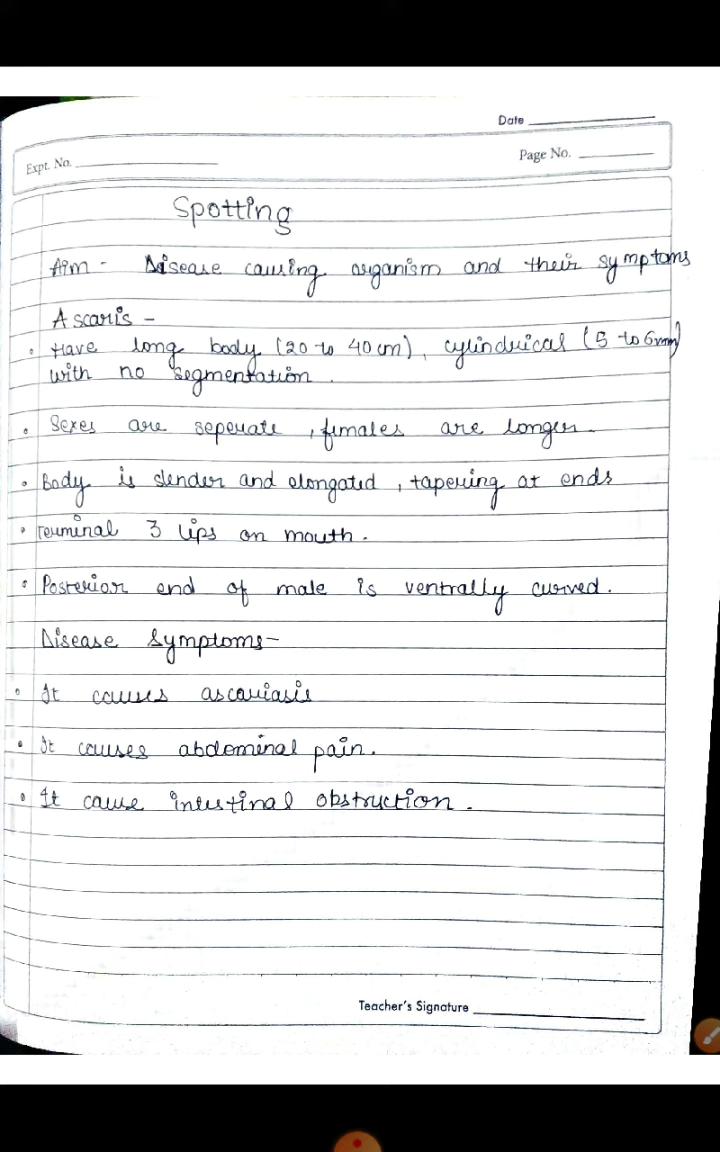 Date
Expt. No.
Page No.
Spotting
Aim - Disease causing organism and their symptoms
Ascaris -
• Have long body (20 to 40 cm), cylindrical (5 to 6mm)
with no segmentation.
• Sexes are seperate, females are longer.
• Body is slender and elongated, tapering at ends
• Terminal 3 lips on mouth.
• Posterior end of male is ventrally curved.
Disease Symptoms-
• It causes ascariasis
• It causes abdominal pain.
• It cause intestinal obstruction.
Teacher's Signature